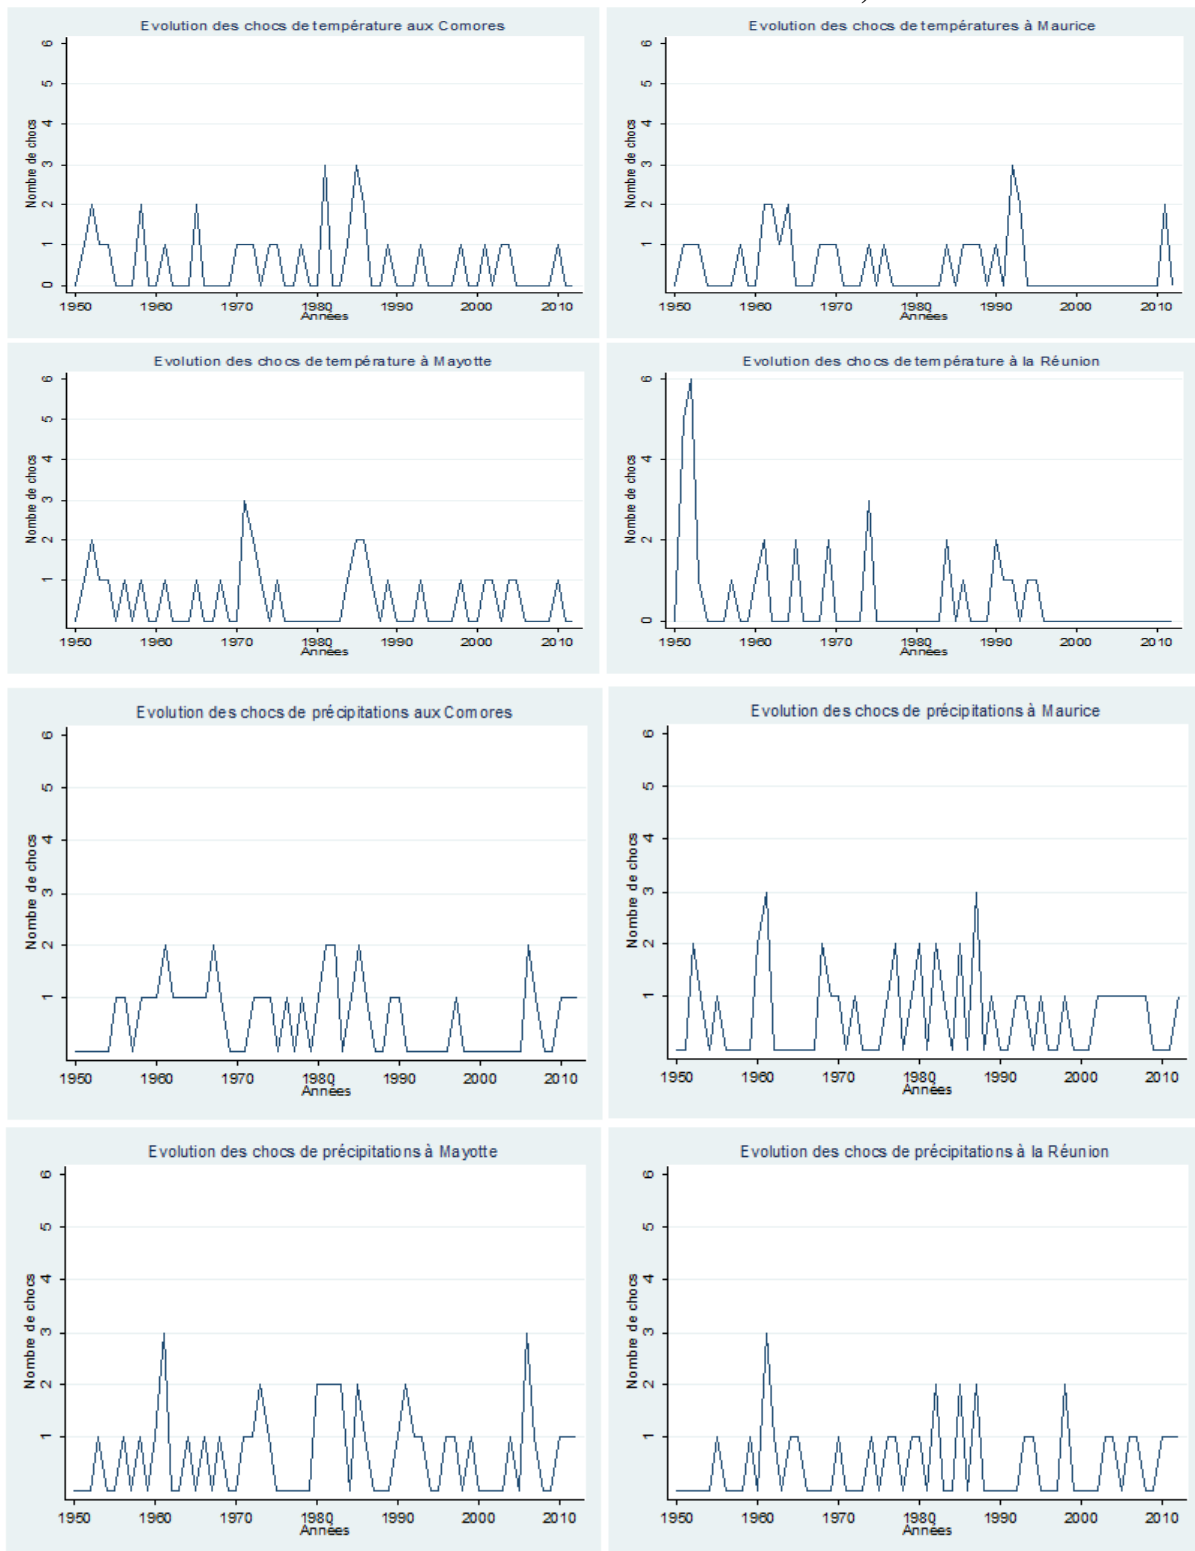 Evolution des chocs de température aux Comores
Nombre de chocs
6
5
4
3
2
1
0
1950 1960 1970 1980 1990 2000 2010
Années
Evolution des chocs de températures à Maurice
Nombre de chocs
6
5
4
3
2
1
0
1950 1960 1970 1980 1990 2000 2010
Années
Evolution des chocs de température à Mayotte
Nombre de chocs
6
5
4
3
2
1
1950 1960 1970 1980 1990 2000 2010
Années
Evolution des chocs de température à la Réunion
Nombre de chocs
6
4
2
0
1950 1960 1970 1980 1990 2000 2010
Années
Evolution des chocs de précipitations aux Comores
Nombre de chocs
6
5
4
3
2
1
1950 1960 1970 1980 1990 2000 2010
Années
Evolution des chocs de précipitations à Maurice
Nombre de chocs
6
5
4
3
2
1
1950 1960 1970 1980 1990 2000 2010
Années
Evolution des chocs de précipitations à Mayotte
Nombre de chocs
6
5
4
3
2
1
1950 1960 1970 1980 1990 2000 2010
Années
Evolution des chocs de précipitations à la Réunion
Nombre de chocs
6
5
4
3
2
1
1950 1960 1970 1980 1990 2000 2010
Années